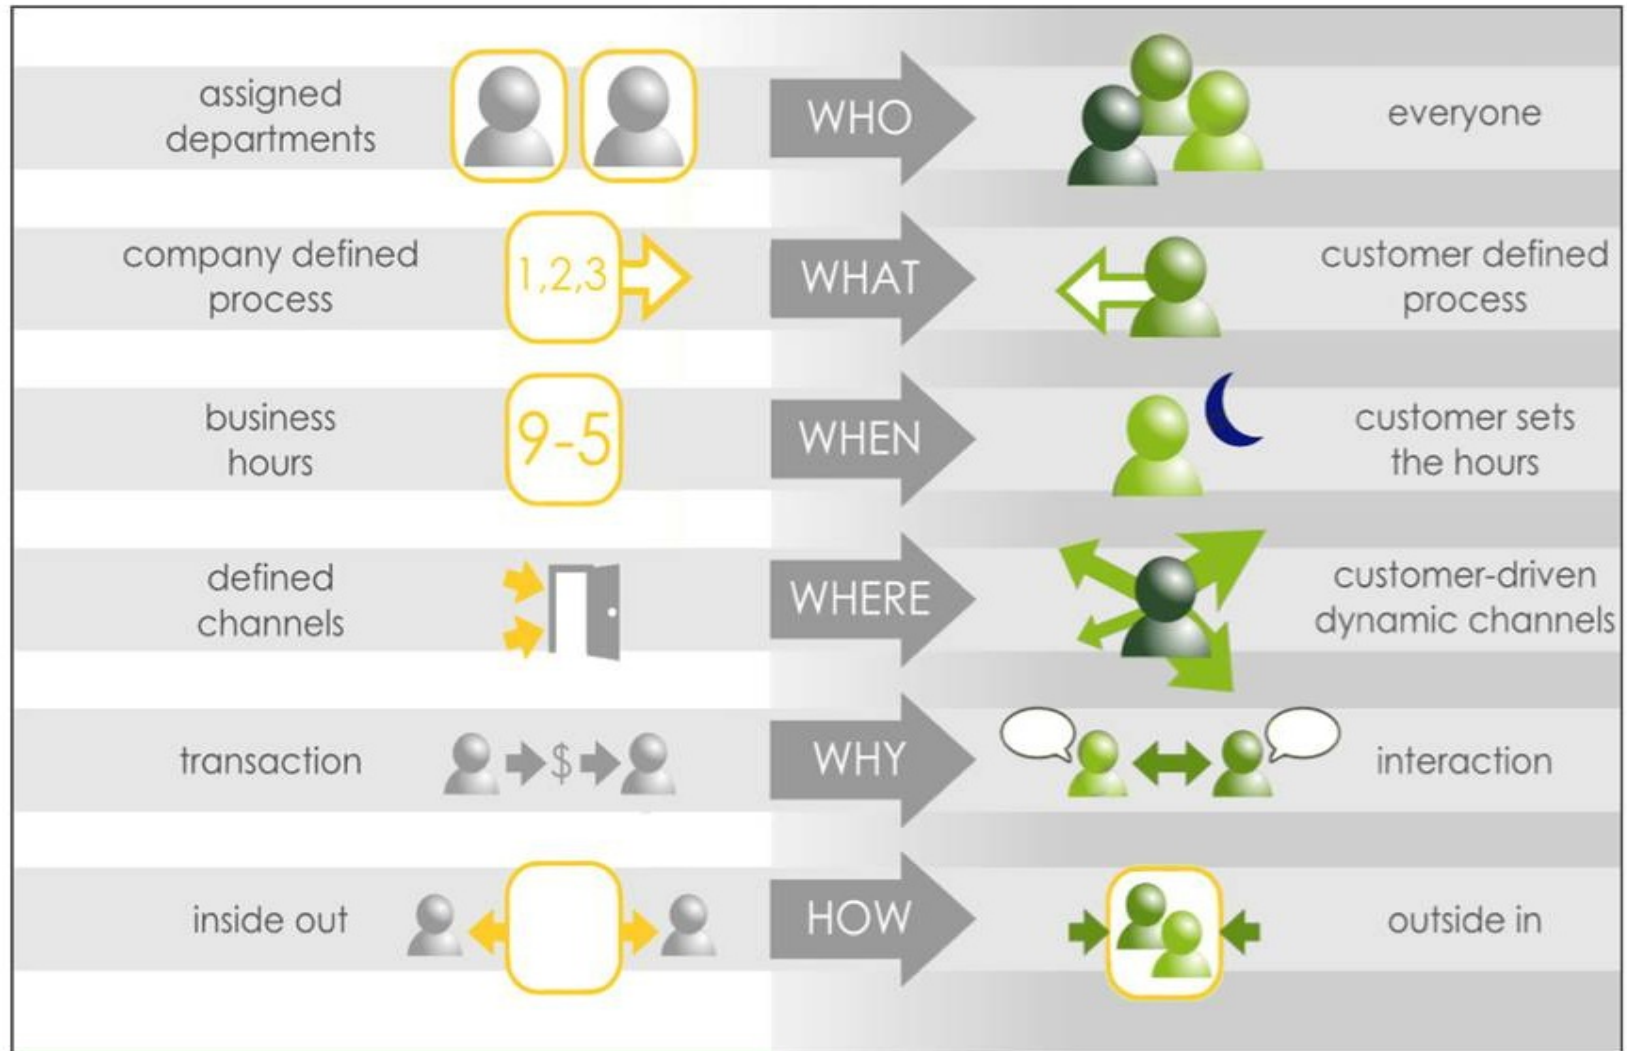 assigned
departments
WHO
everyone
company defined
process
1,2,3
WHAT
customer defined
process
business
hours
9-5
WHEN
customer sets
the hours
defined
channels
WHERE
customer-driven
dynamic channels
transaction
$
WHY
interaction
inside out
HOW
outside in